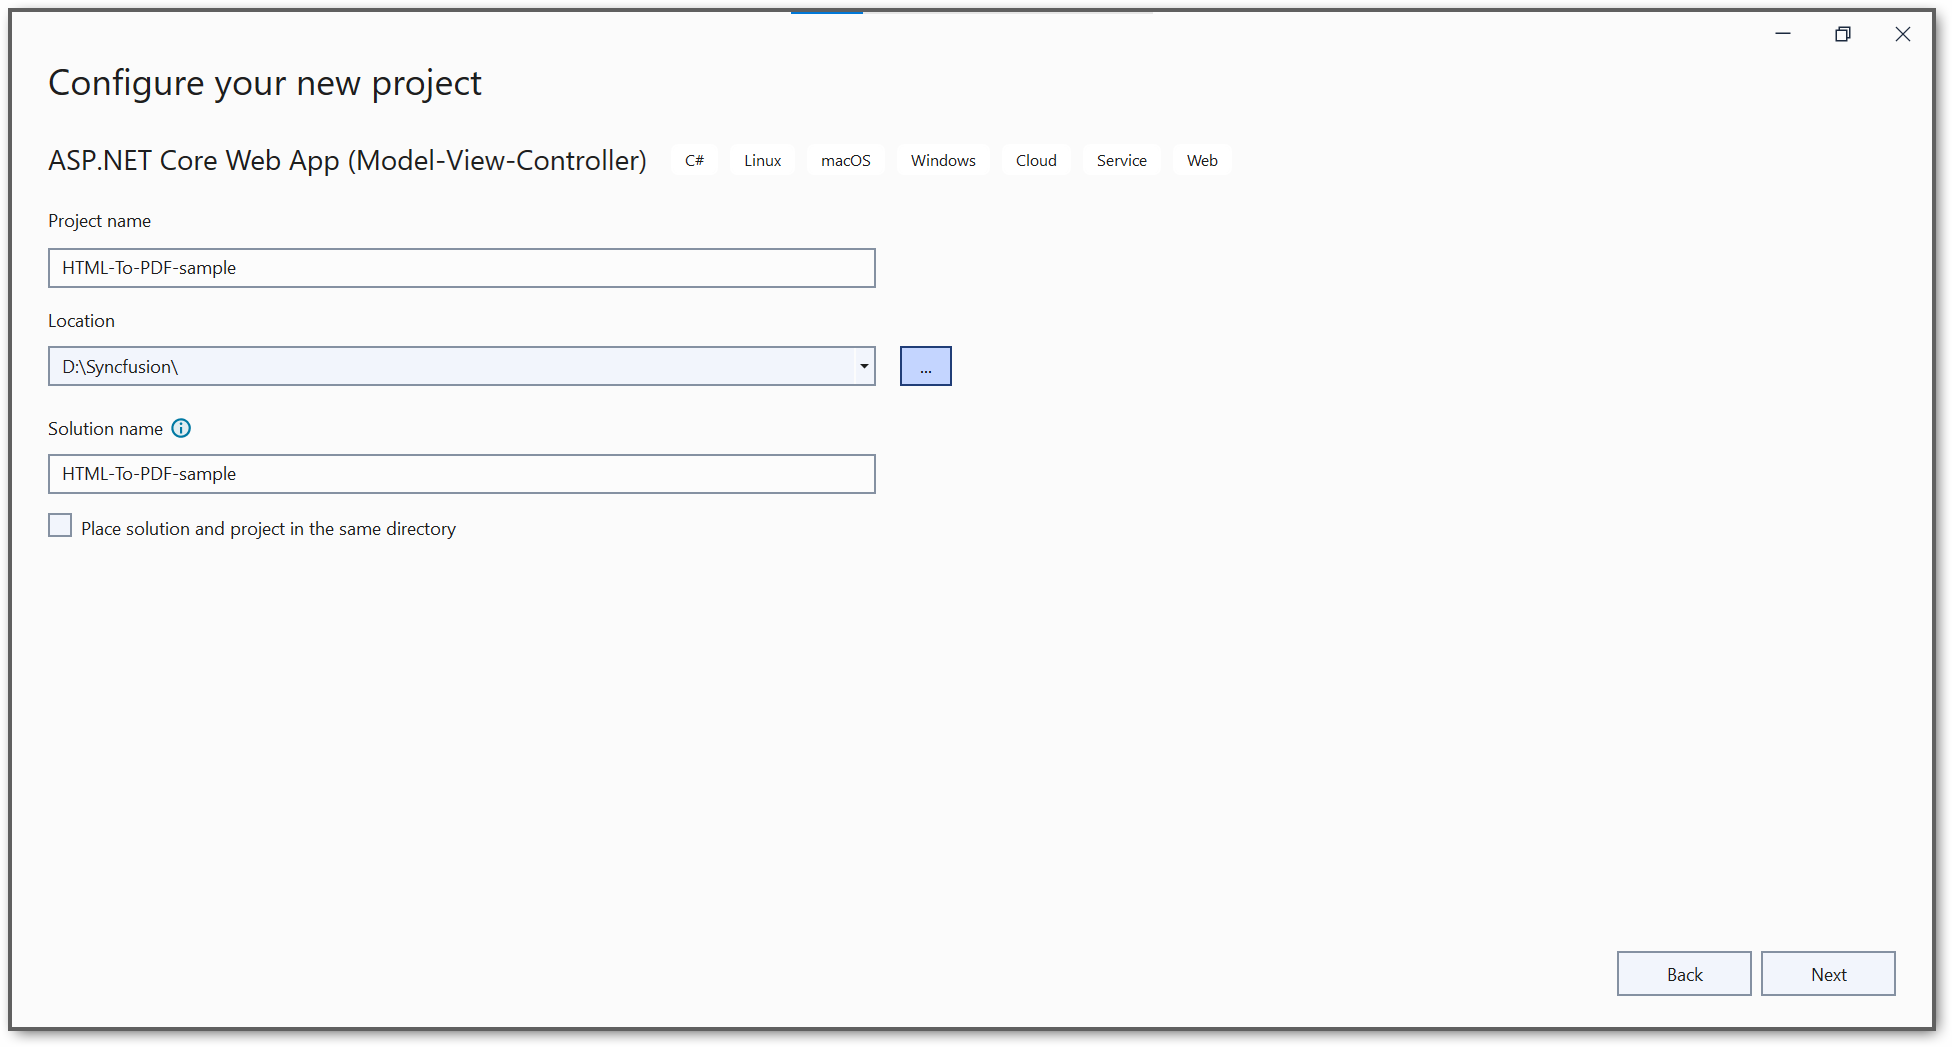 Configure your new project
ASP.NET Core Web App (Model-View-Controller) C# Linux macOS Windows Cloud Service Web
Project name
HTML-To-PDF-sample
Location
D:\Syncfusion\
...
Solution name
HTML-To-PDF-sample
Place solution and project in the same directory
Back Next